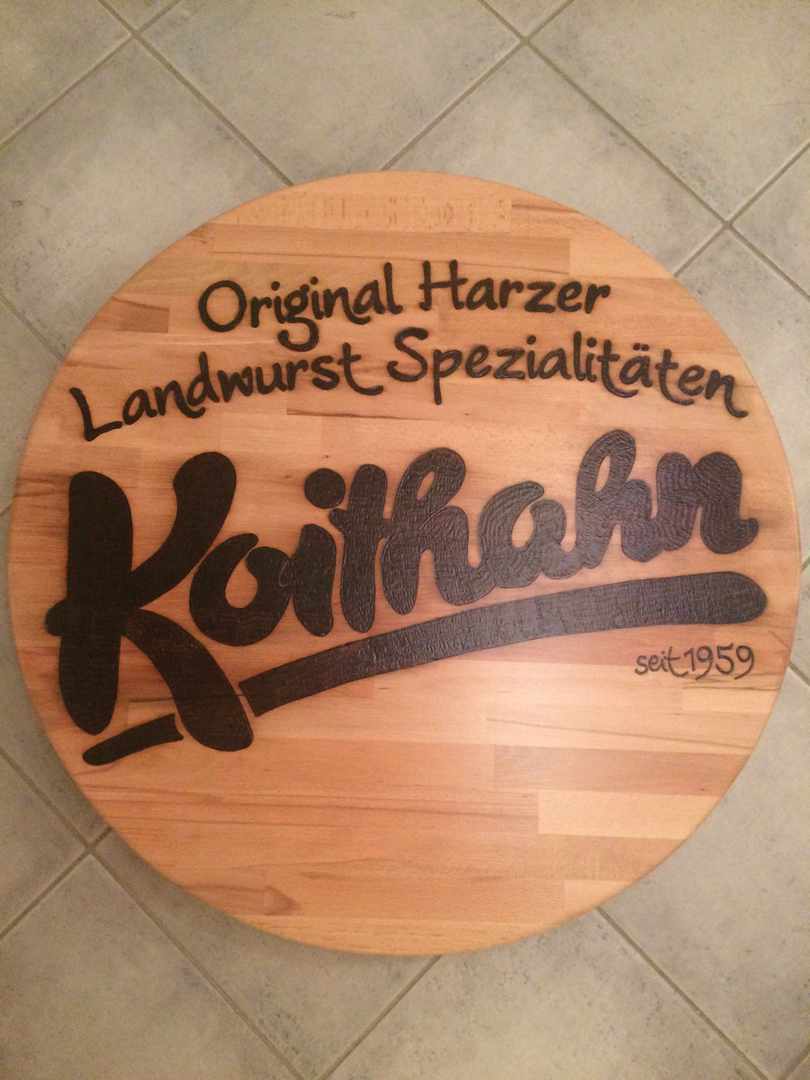 Original Harzer
Landwurst Spezialitäten
Koithahn
seit 1959